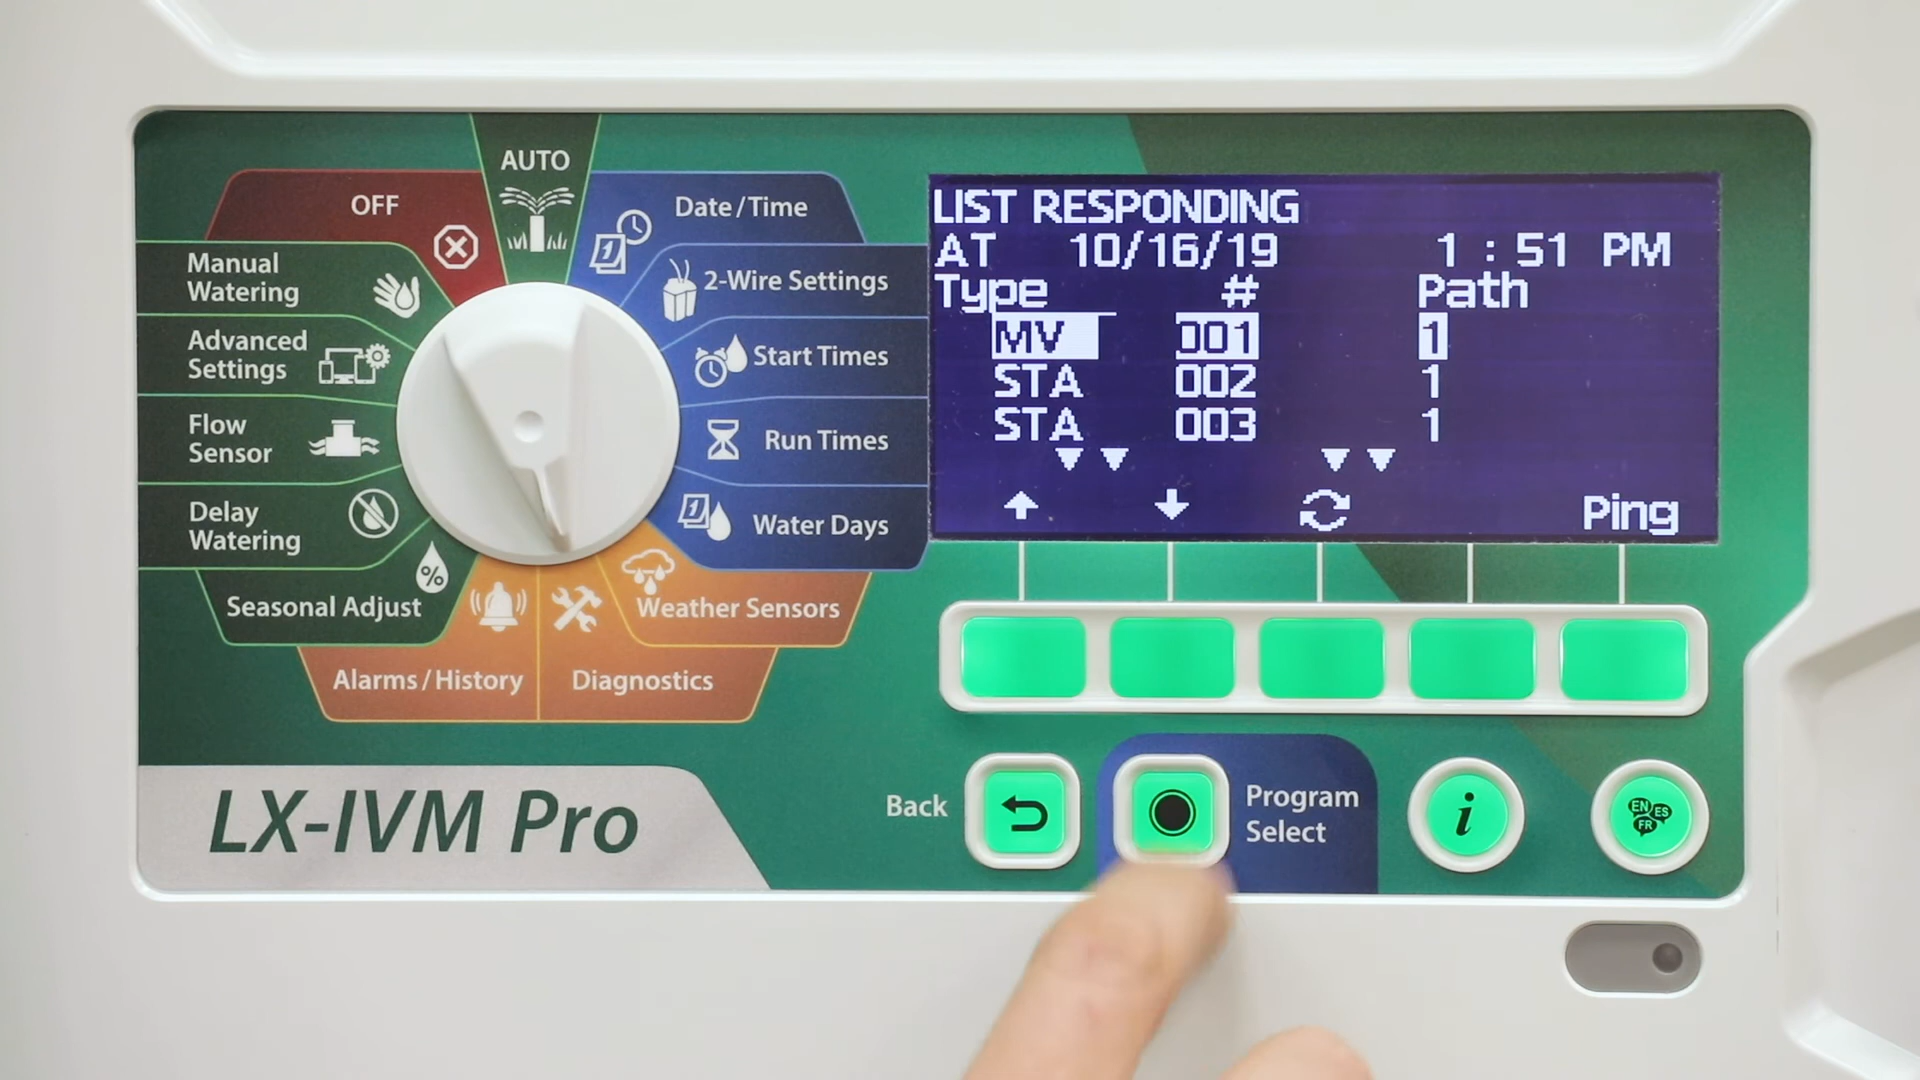 AUTO
OFF
Date/Time
Manual
Watering
2-Wire Settings
Advanced
Settings
Start Times
Flow
Sensor
Run Times
Delay
Watering
1
Water Days
%
Seasonal Adjust
Weather Sensors
Alarms/History
Diagnostics
LX-IVM Pro
LIST RESPONDING
AT 10/16/19 1 : 51 PM
Type # Path
MV 001 1
STA 002 1
STA 003 1
Ping
Back
Program
Select
i
EN
ES
FR
1